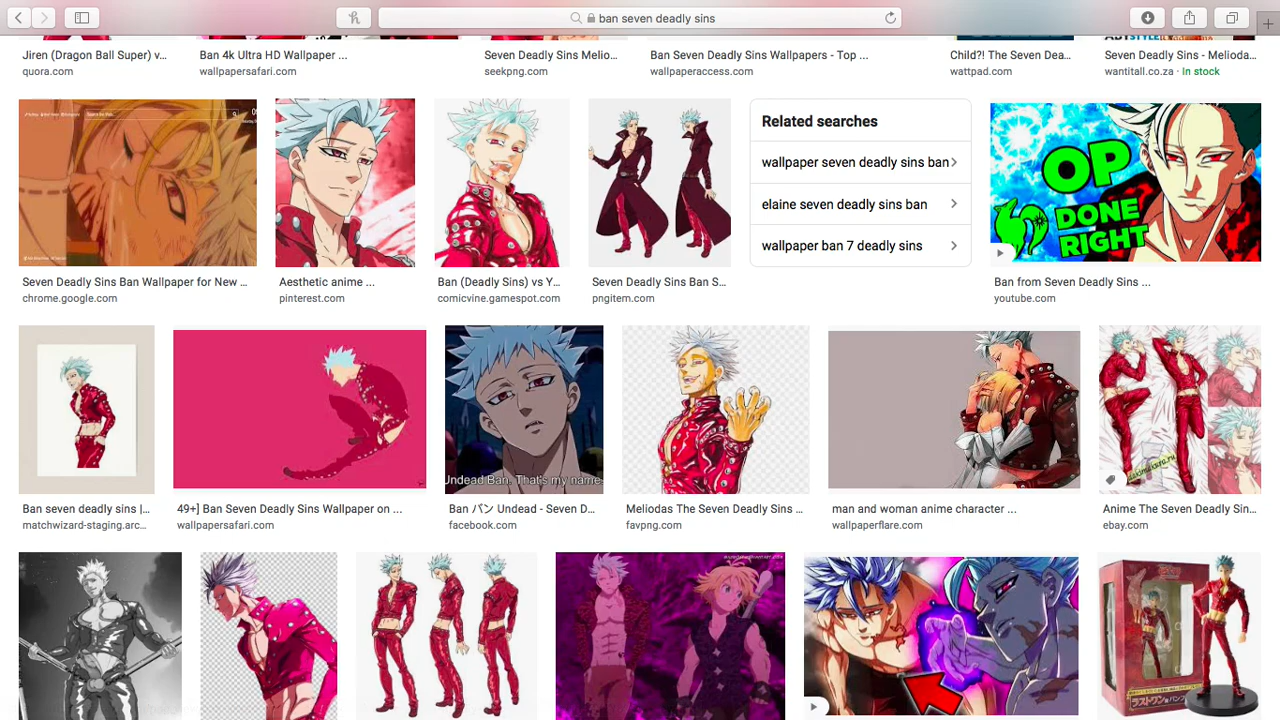 ban seven deadly sins
Jiren (Dragon Ball Super) v...
quora.com
Ban 4k Ultra HD Wallpaper ...
wallpapersafari.com
Seven Deadly Sins Melio...
seekpng.com
Ban Seven Deadly Sins Wallpapers - Top ...
wallpaperaccess.com
Child?! The Seven Dea...
wattpad.com
Seven Deadly Sins - Melioda...
wantitall.co.za · In stock
Related searches
wallpaper seven deadly sins ban
elaine seven deadly sins ban
wallpaper ban 7 deadly sins
OP
DONE
RIGHT
Seven Deadly Sins Ban Wallpaper for New ...
chrome.google.com
Aesthetic anime ...
pinterest.com
Ban (Deadly Sins) vs Y...
comicvine.gamespot.com
Seven Deadly Sins Ban S...
pngitem.com
Ban from Seven Deadly Sins ...
youtube.com
Undead Ban. That's my name.
Ban seven deadly sins |...
matchwizard-staging.arc...
49+] Ban Seven Deadly Sins Wallpaper on ...
wallpapersafari.com
Ban バン Undead - Seven D...
facebook.com
Meliodas The Seven Deadly Sins ...
favpng.com
man and woman anime character ...
wallpaperflare.com
Anime The Seven Deadly Sin...
ebay.com